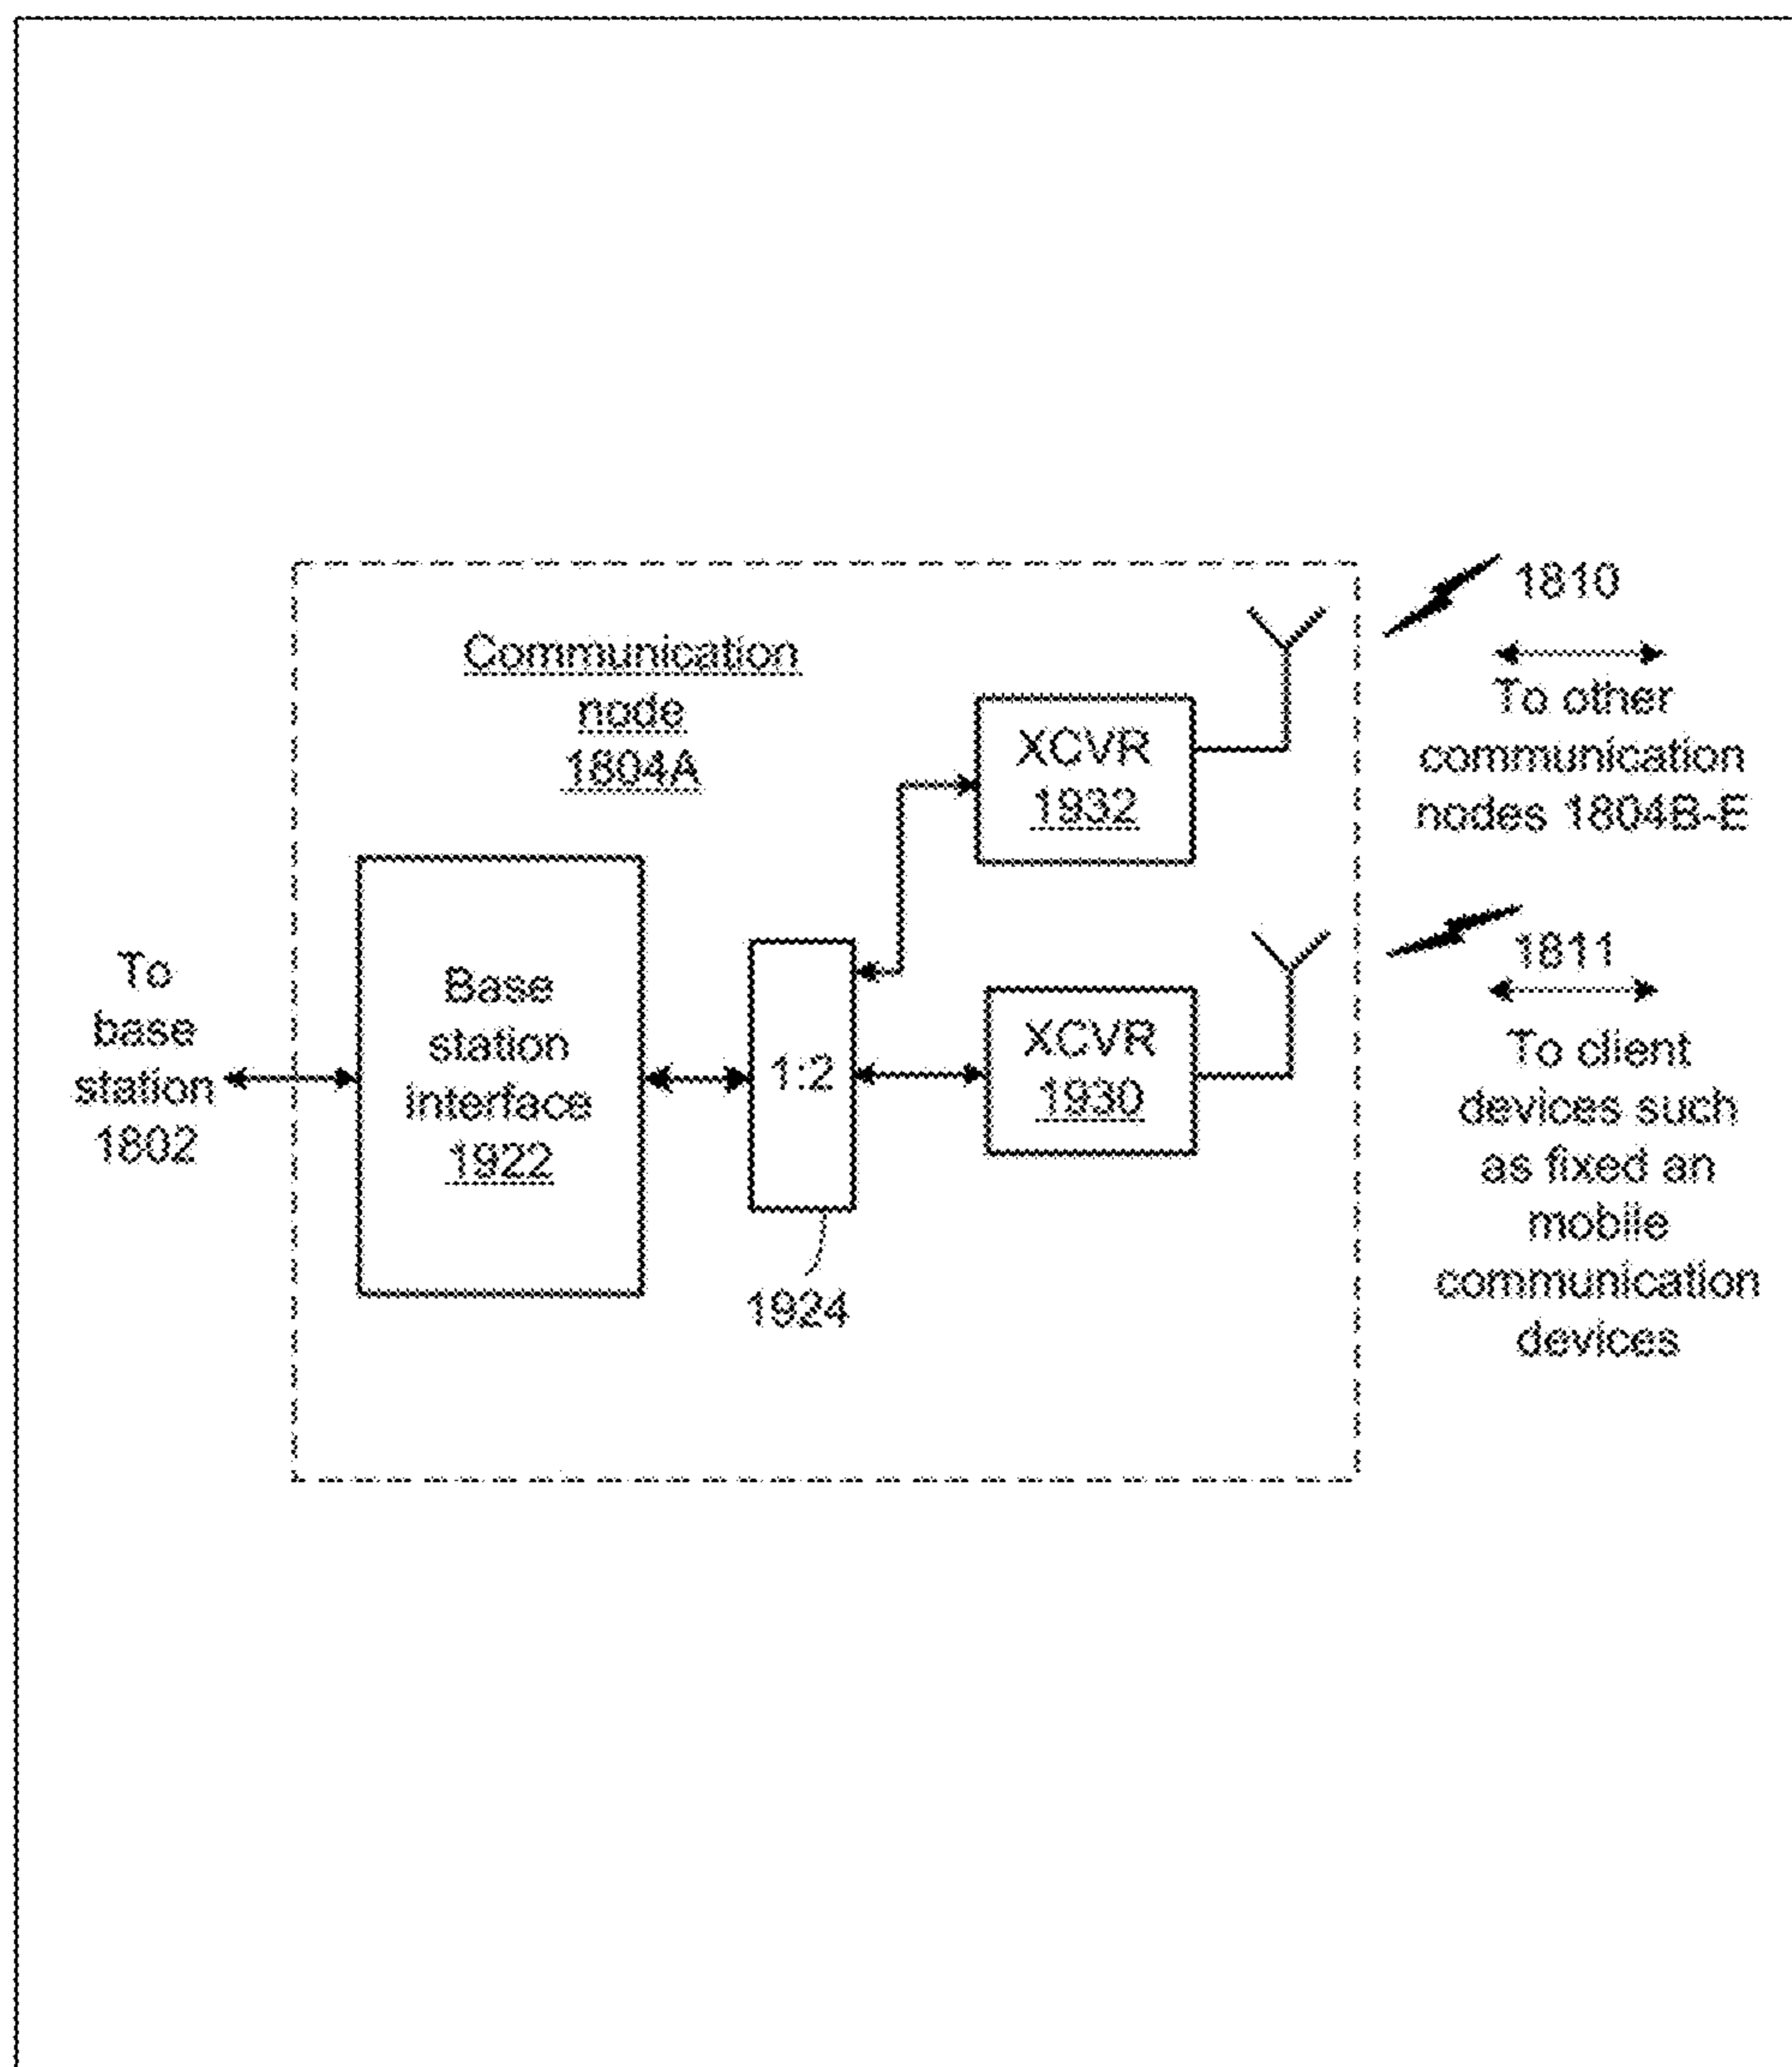 Communication
node
1804A
To
base
station
1802
Base
station
interface
1922
1:2
1924
XCVR
1932
XCVR
1930
1810
To other
communication
nodes 1804B-E
1811
To client
devices such
as fixed an
mobile
communication
devices